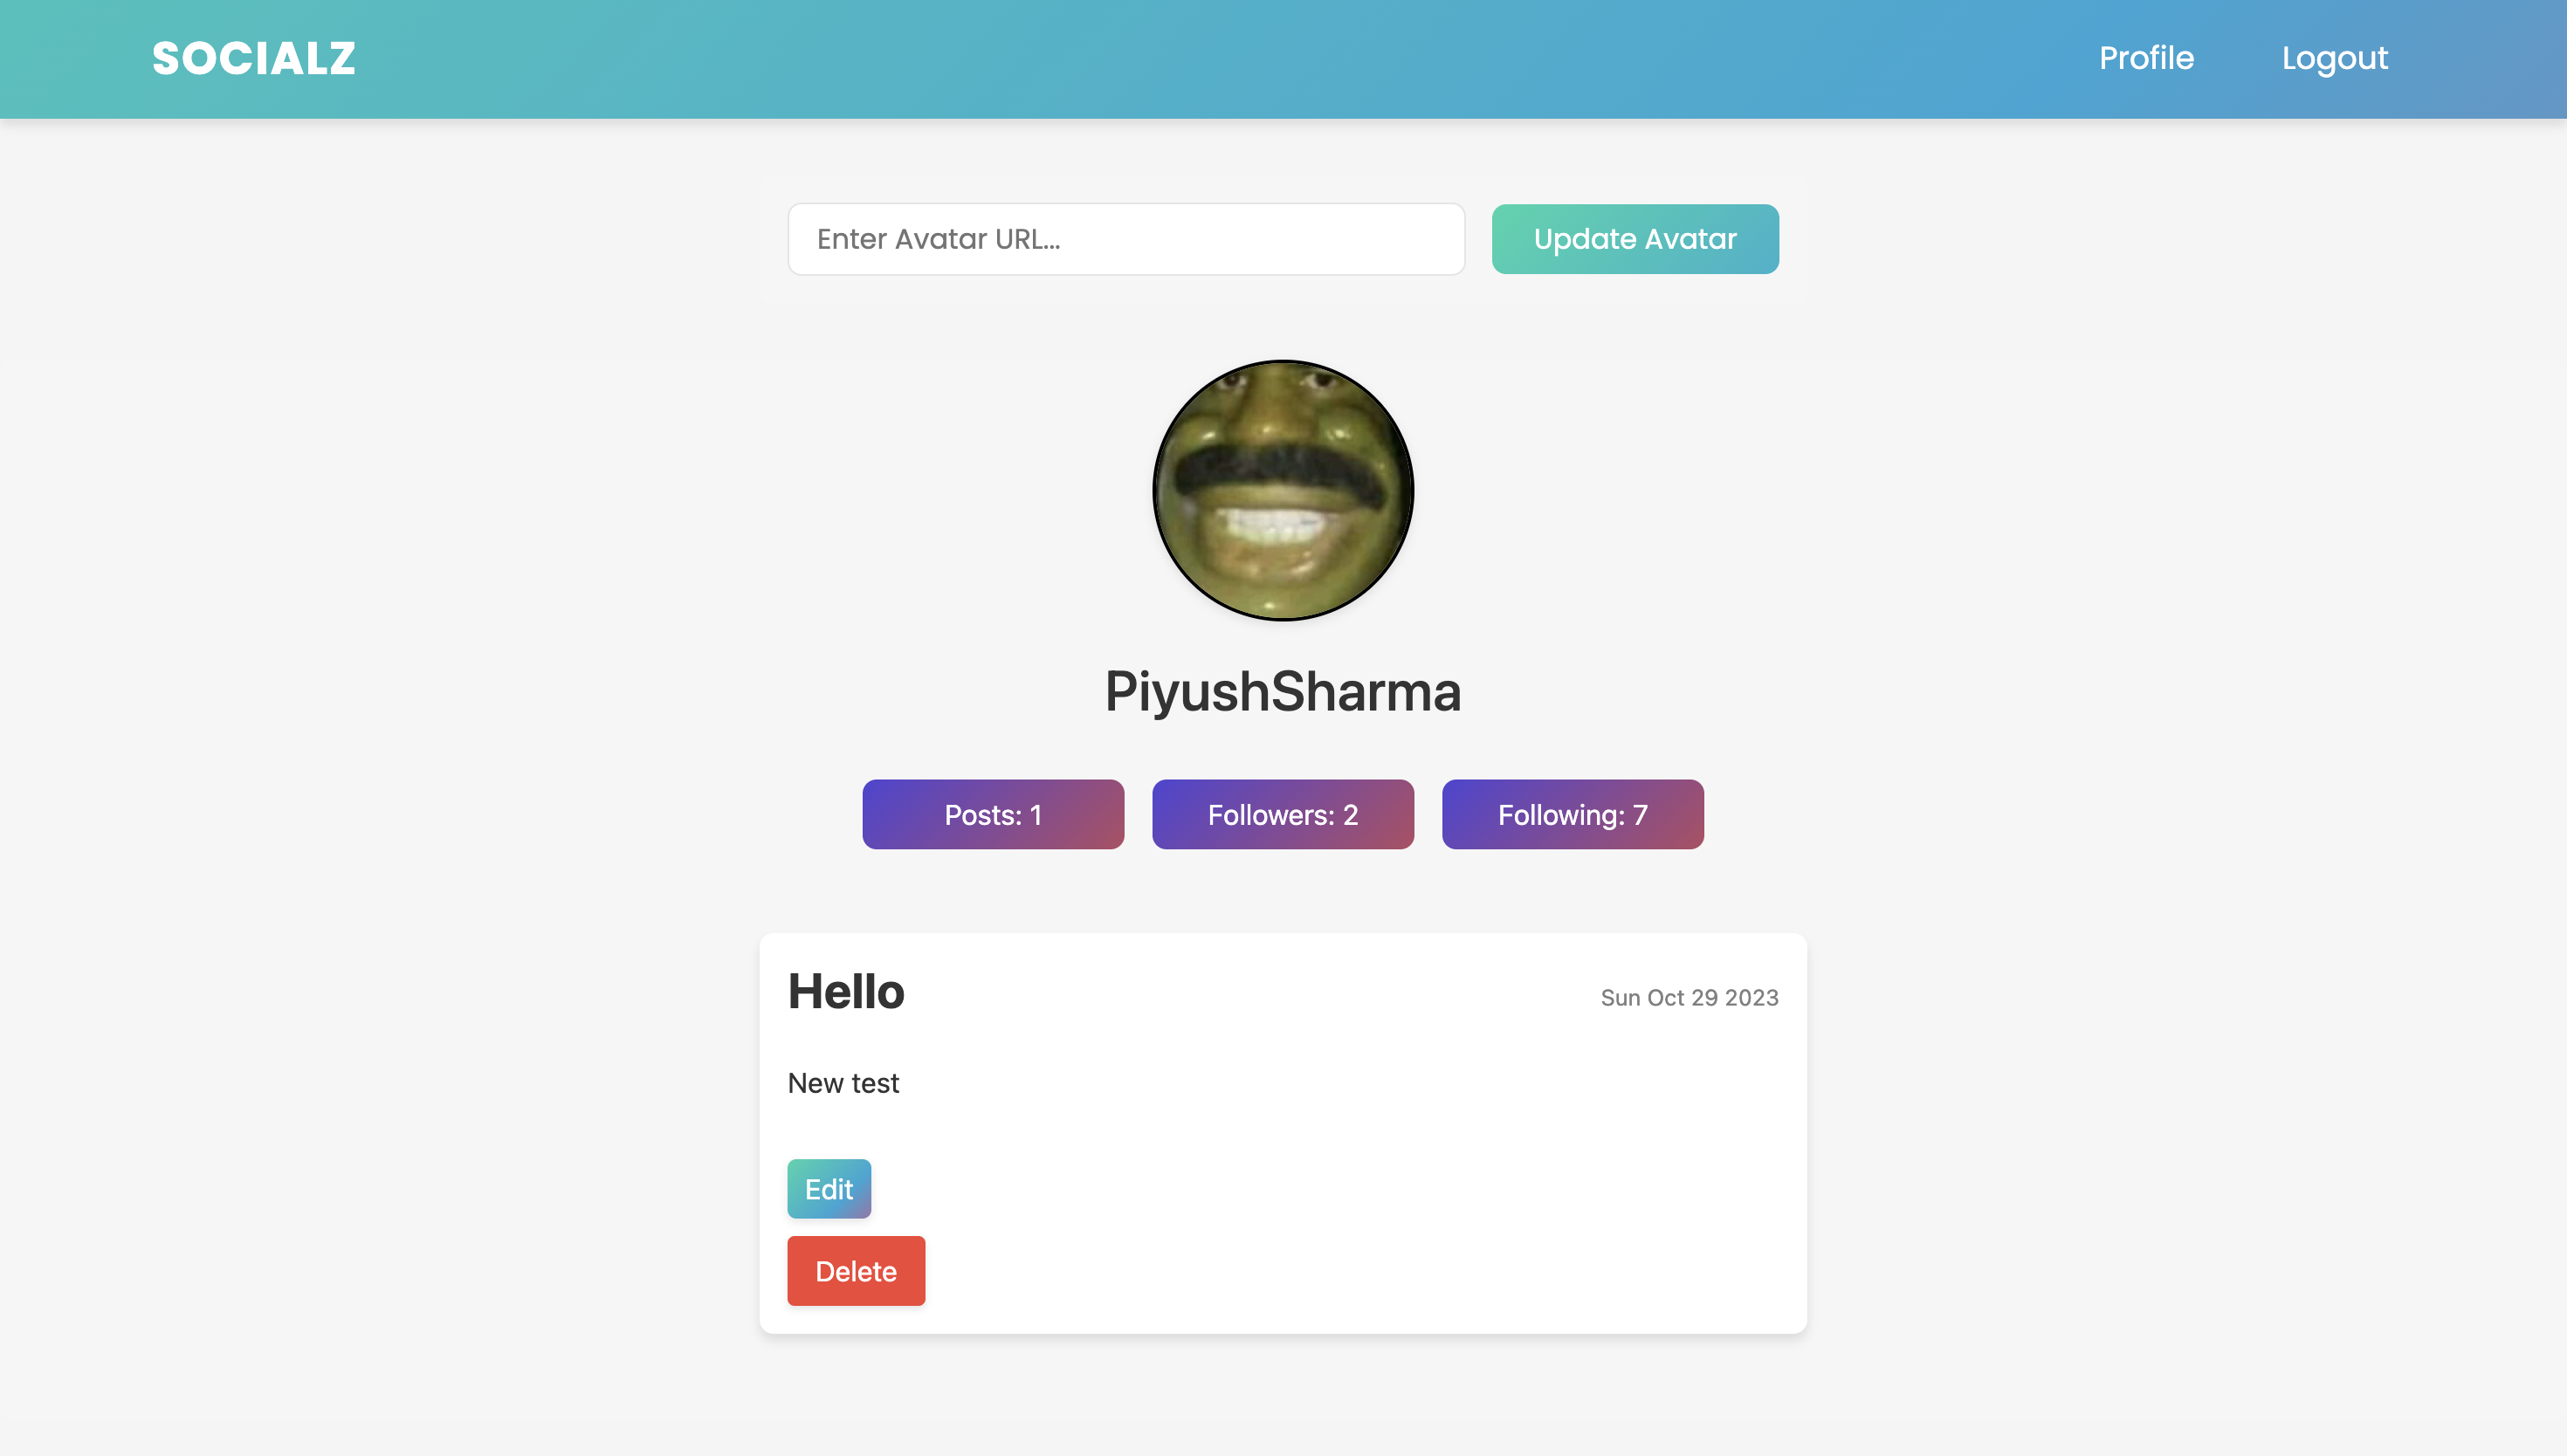 SOCIALZ Profile Logout
Enter Avatar URL... Update Avatar
PiyushSharma
Posts: 1 Followers: 2 Following: 7
Hello Sun Oct 29 2023
New test
Edit
Delete